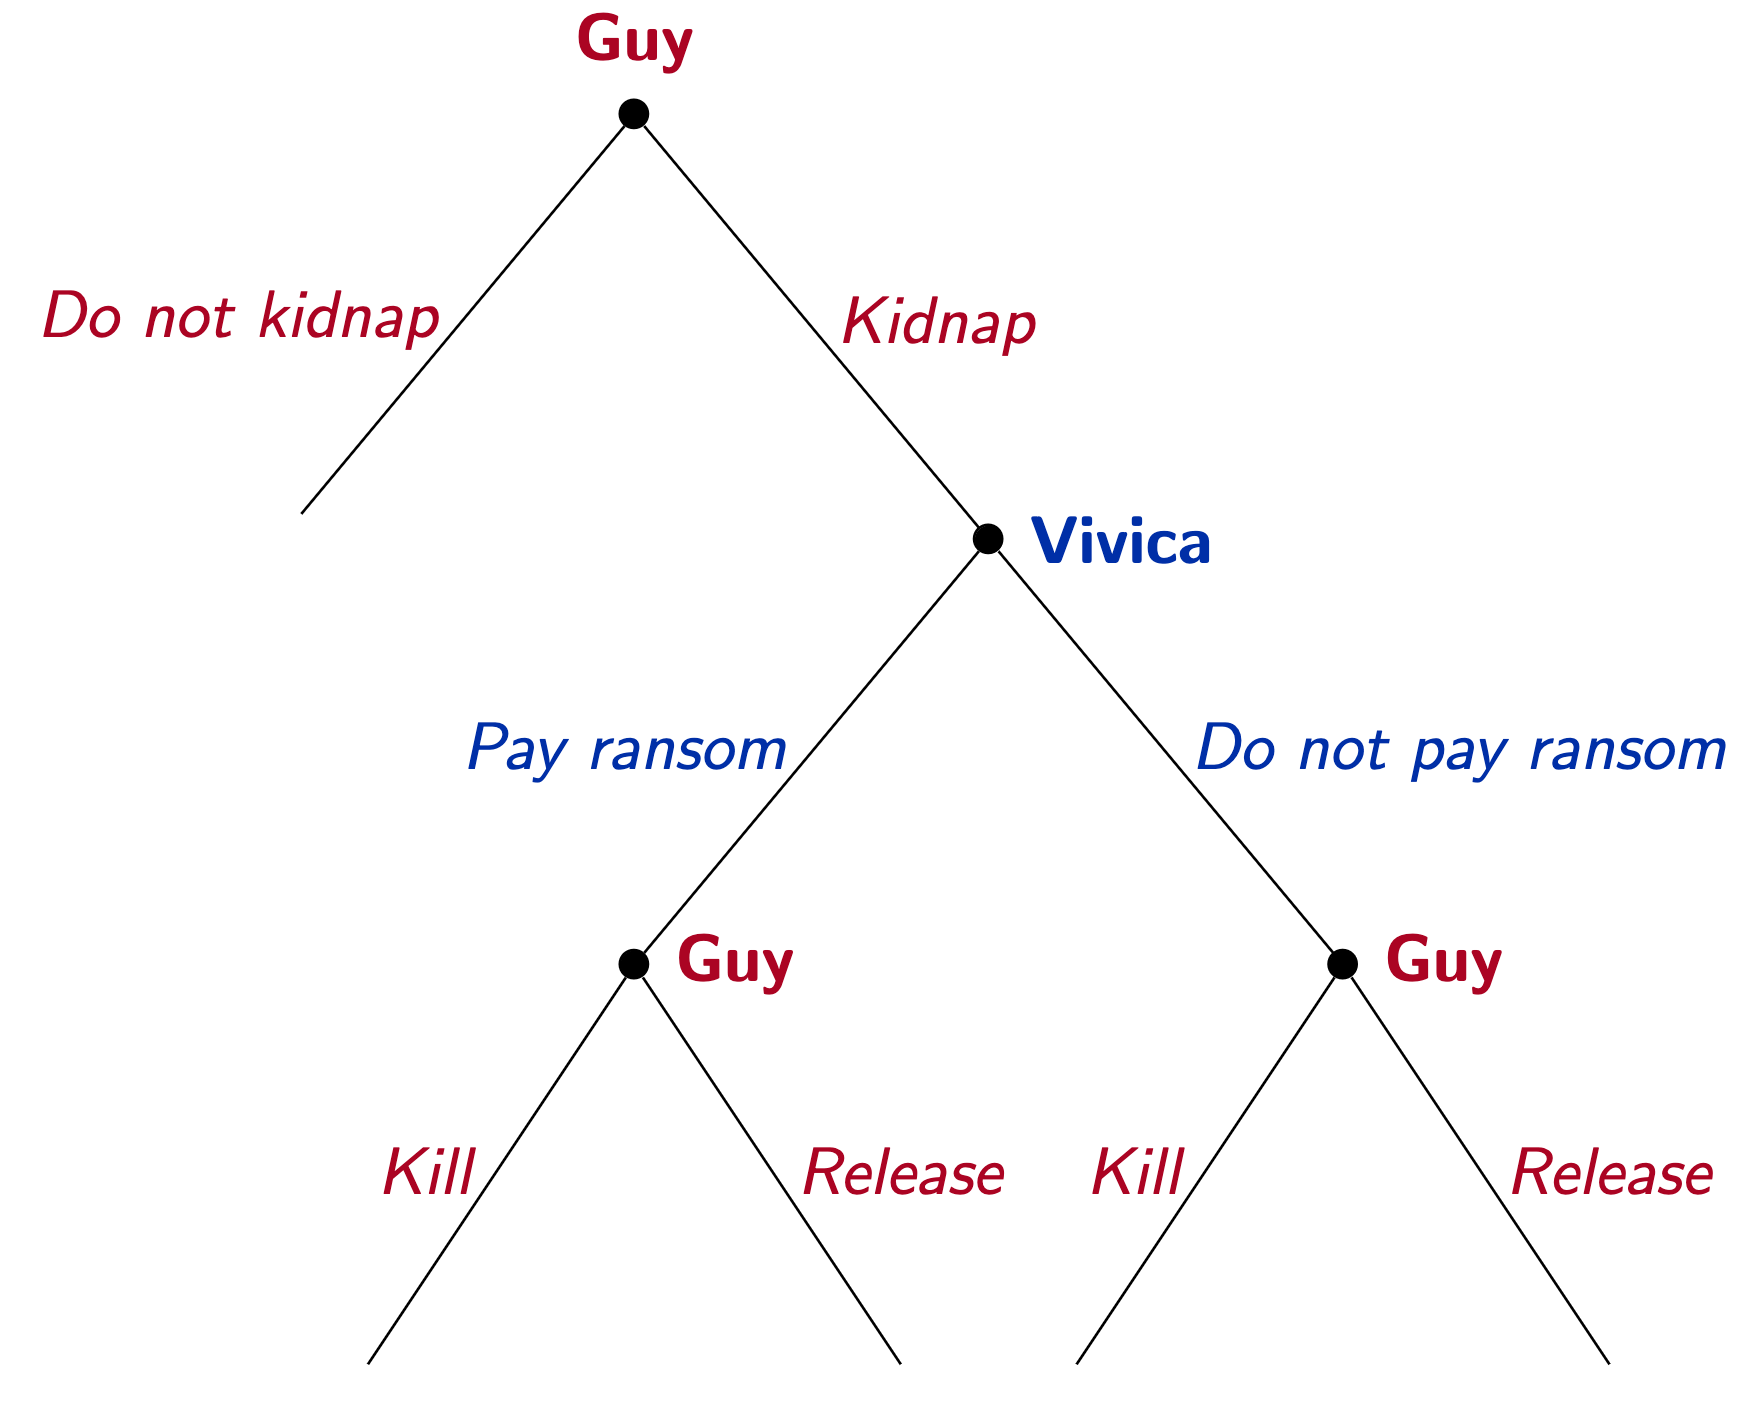 Guy
Do not kidnap
Kidnap
Vivica
Pay ransom
Do not pay ransom
Guy
Guy
Kill
Release
Kill
Release